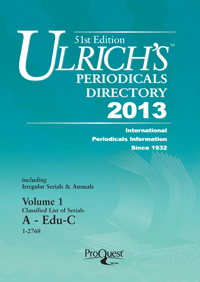 51st Edition
ULRICH'S™
PERIODICALS
DIRECTORY
2013
International
Periodicals Information
Since 1932
including
Irregular Serials & Annuals
Volume 1
Classified List of Serials
A - Edu-C
1-2768
ProQuest